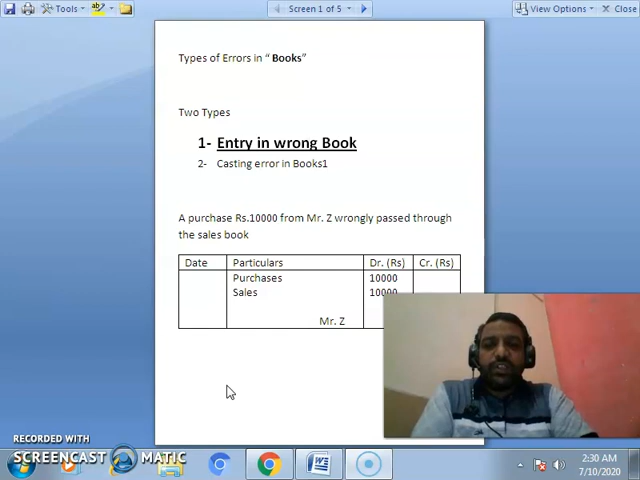 Tools
Screen 1 of 5
View Options
Close
Types of Errors in “ Books”
Two Types
1- Entry in wrong Book
2- Casting error in Books1
A purchase Rs.10000 from Mr. Z wrongly passed through
the sales book
Date Particulars Dr. (Rs) Cr. (Rs)
Purchases 10000
Sales 10000
Mr. Z
RECORDED WITH
SCREENCAST MATIC
2:30 AM
7/10/2020